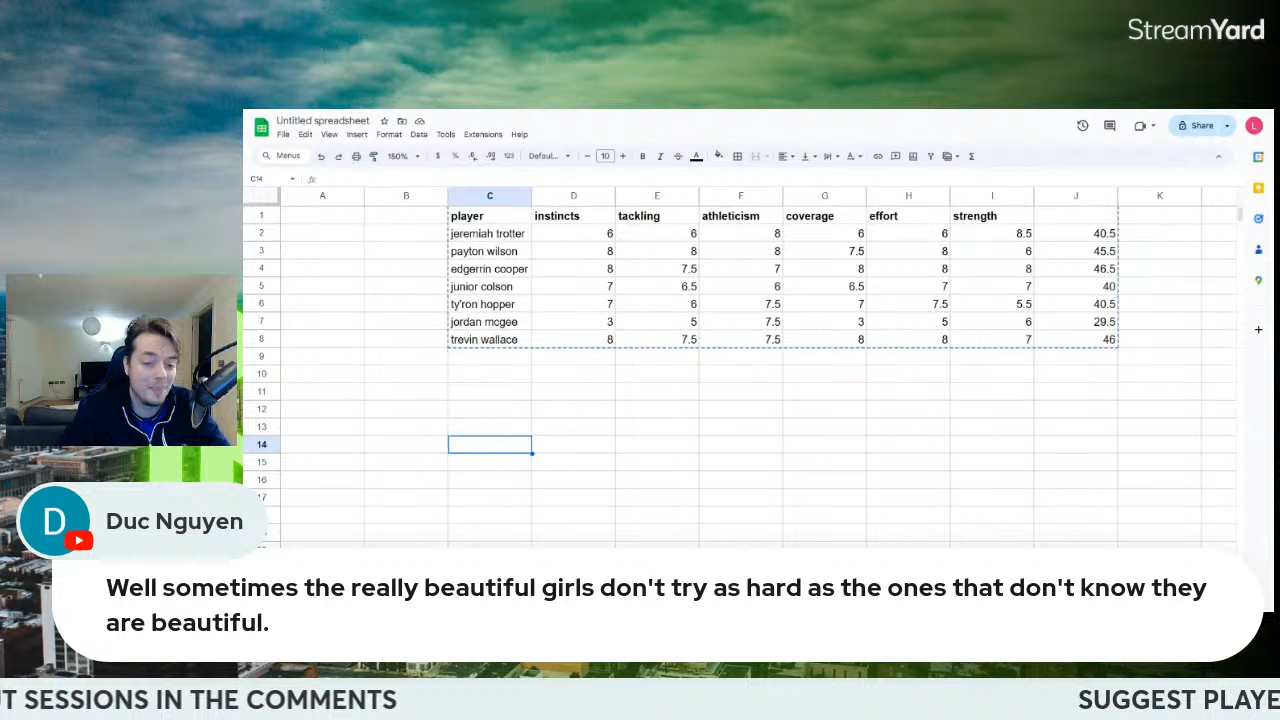 StreamYard
Untitled spreadsheet
File Edit View Insert Format Data Tools Extensions Help
Share
L
Menus 150% $ % .0 .00 123 Defaul... 10 B I A
C14 fx
A B C D E F G H I J K
1 player instincts tackling athleticism coverage effort strength
2 jeremiah trotter 6 6 8 6 6 8.5 40.5
3 payton wilson 8 8 8 7.5 8 6 45.5
4 edgerrin cooper 8 7.5 7 8 8 8 46.5
5 junior colson 7 6.5 6 6.5 7 7 40
6 ty'ron hopper 7 6 7.5 7 7.5 5.5 40.5
7 jordan mcgee 3 5 7.5 3 5 6 29.5
8 trevin wallace 8 7.5 7.5 8 8 7 46
9
10
11
12
13
14
15
16
17
D Duc Nguyen
Well sometimes the really beautiful girls don't try as hard as the ones that don't know they
are beautiful.
UT SESSIONS IN THE COMMENTS SUGGEST PLAYE